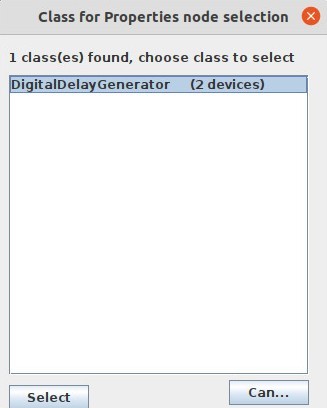 Class for Properties node selection
1 class(es) found, choose class to select
DigitalDelayGenerator (2 devices)
Select
Can...